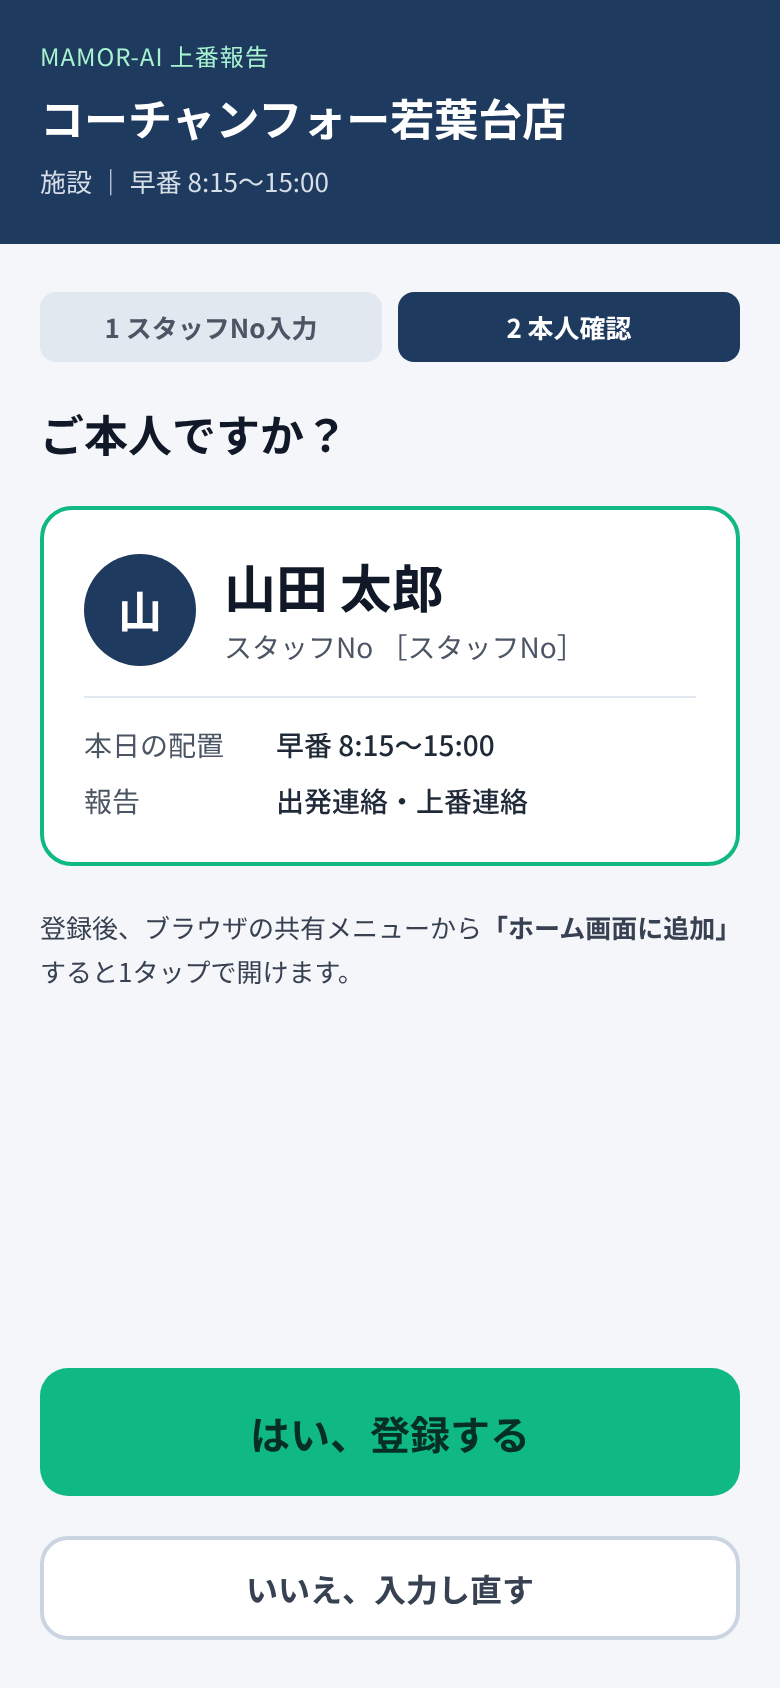 MAMOR-AI 上番報告
コーチャンフォー若葉台店
施設 ｜ 早番 8:15〜15:00
1 スタッフNo入力
2 本人確認
ご本人ですか？
山
山田 太郎
スタッフNo ［スタッフNo］
本日の配置 早番 8:15〜15:00
報告 出発連絡・上番連絡
登録後、ブラウザの共有メニューから「ホーム画面に追加」
すると1タップで開けます。
はい、登録する
いいえ、入力し直す